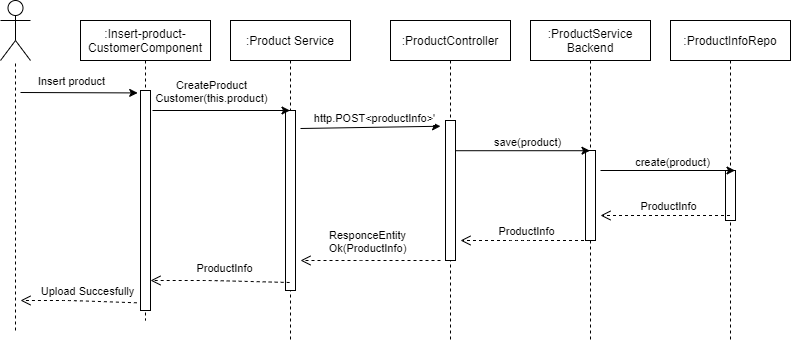 :Insert-product-
CustomerComponent
:Product Service
:ProductController
:ProductService
Backend
:ProductInfoRepo
Insert product
CreateProduct
Customer(this.product)
http.POST<productInfo>'
save(product)
create(product)
ProductInfo
ProductInfo
ResponceEntity
Ok(ProductInfo)
ProductInfo
Upload Succesfully